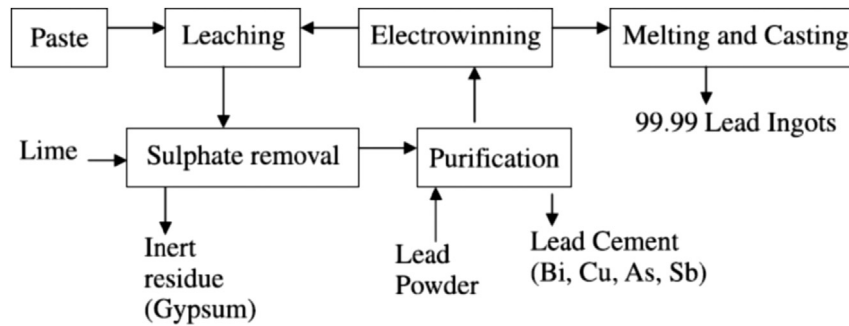 Paste
Leaching
Electrowinning
Melting and Casting
99.99 Lead Ingots
Lime
Sulphate removal
Purification
Inert
residue
(Gypsum)
Lead
Powder
Lead Cement
(Bi, Cu, As, Sb)